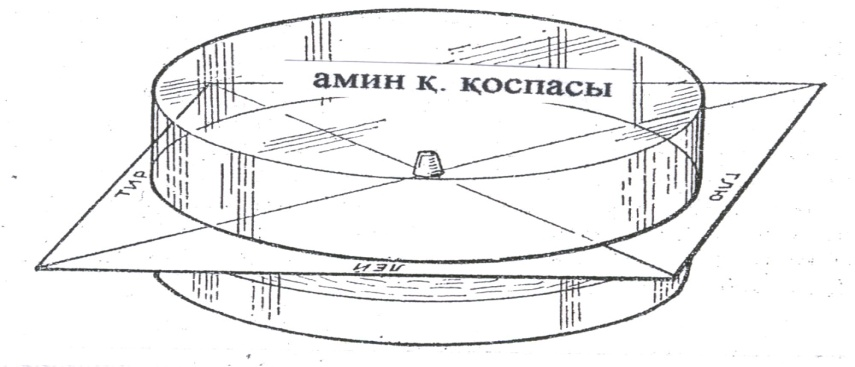 амин қ. қоспасы
тир
глю
лей